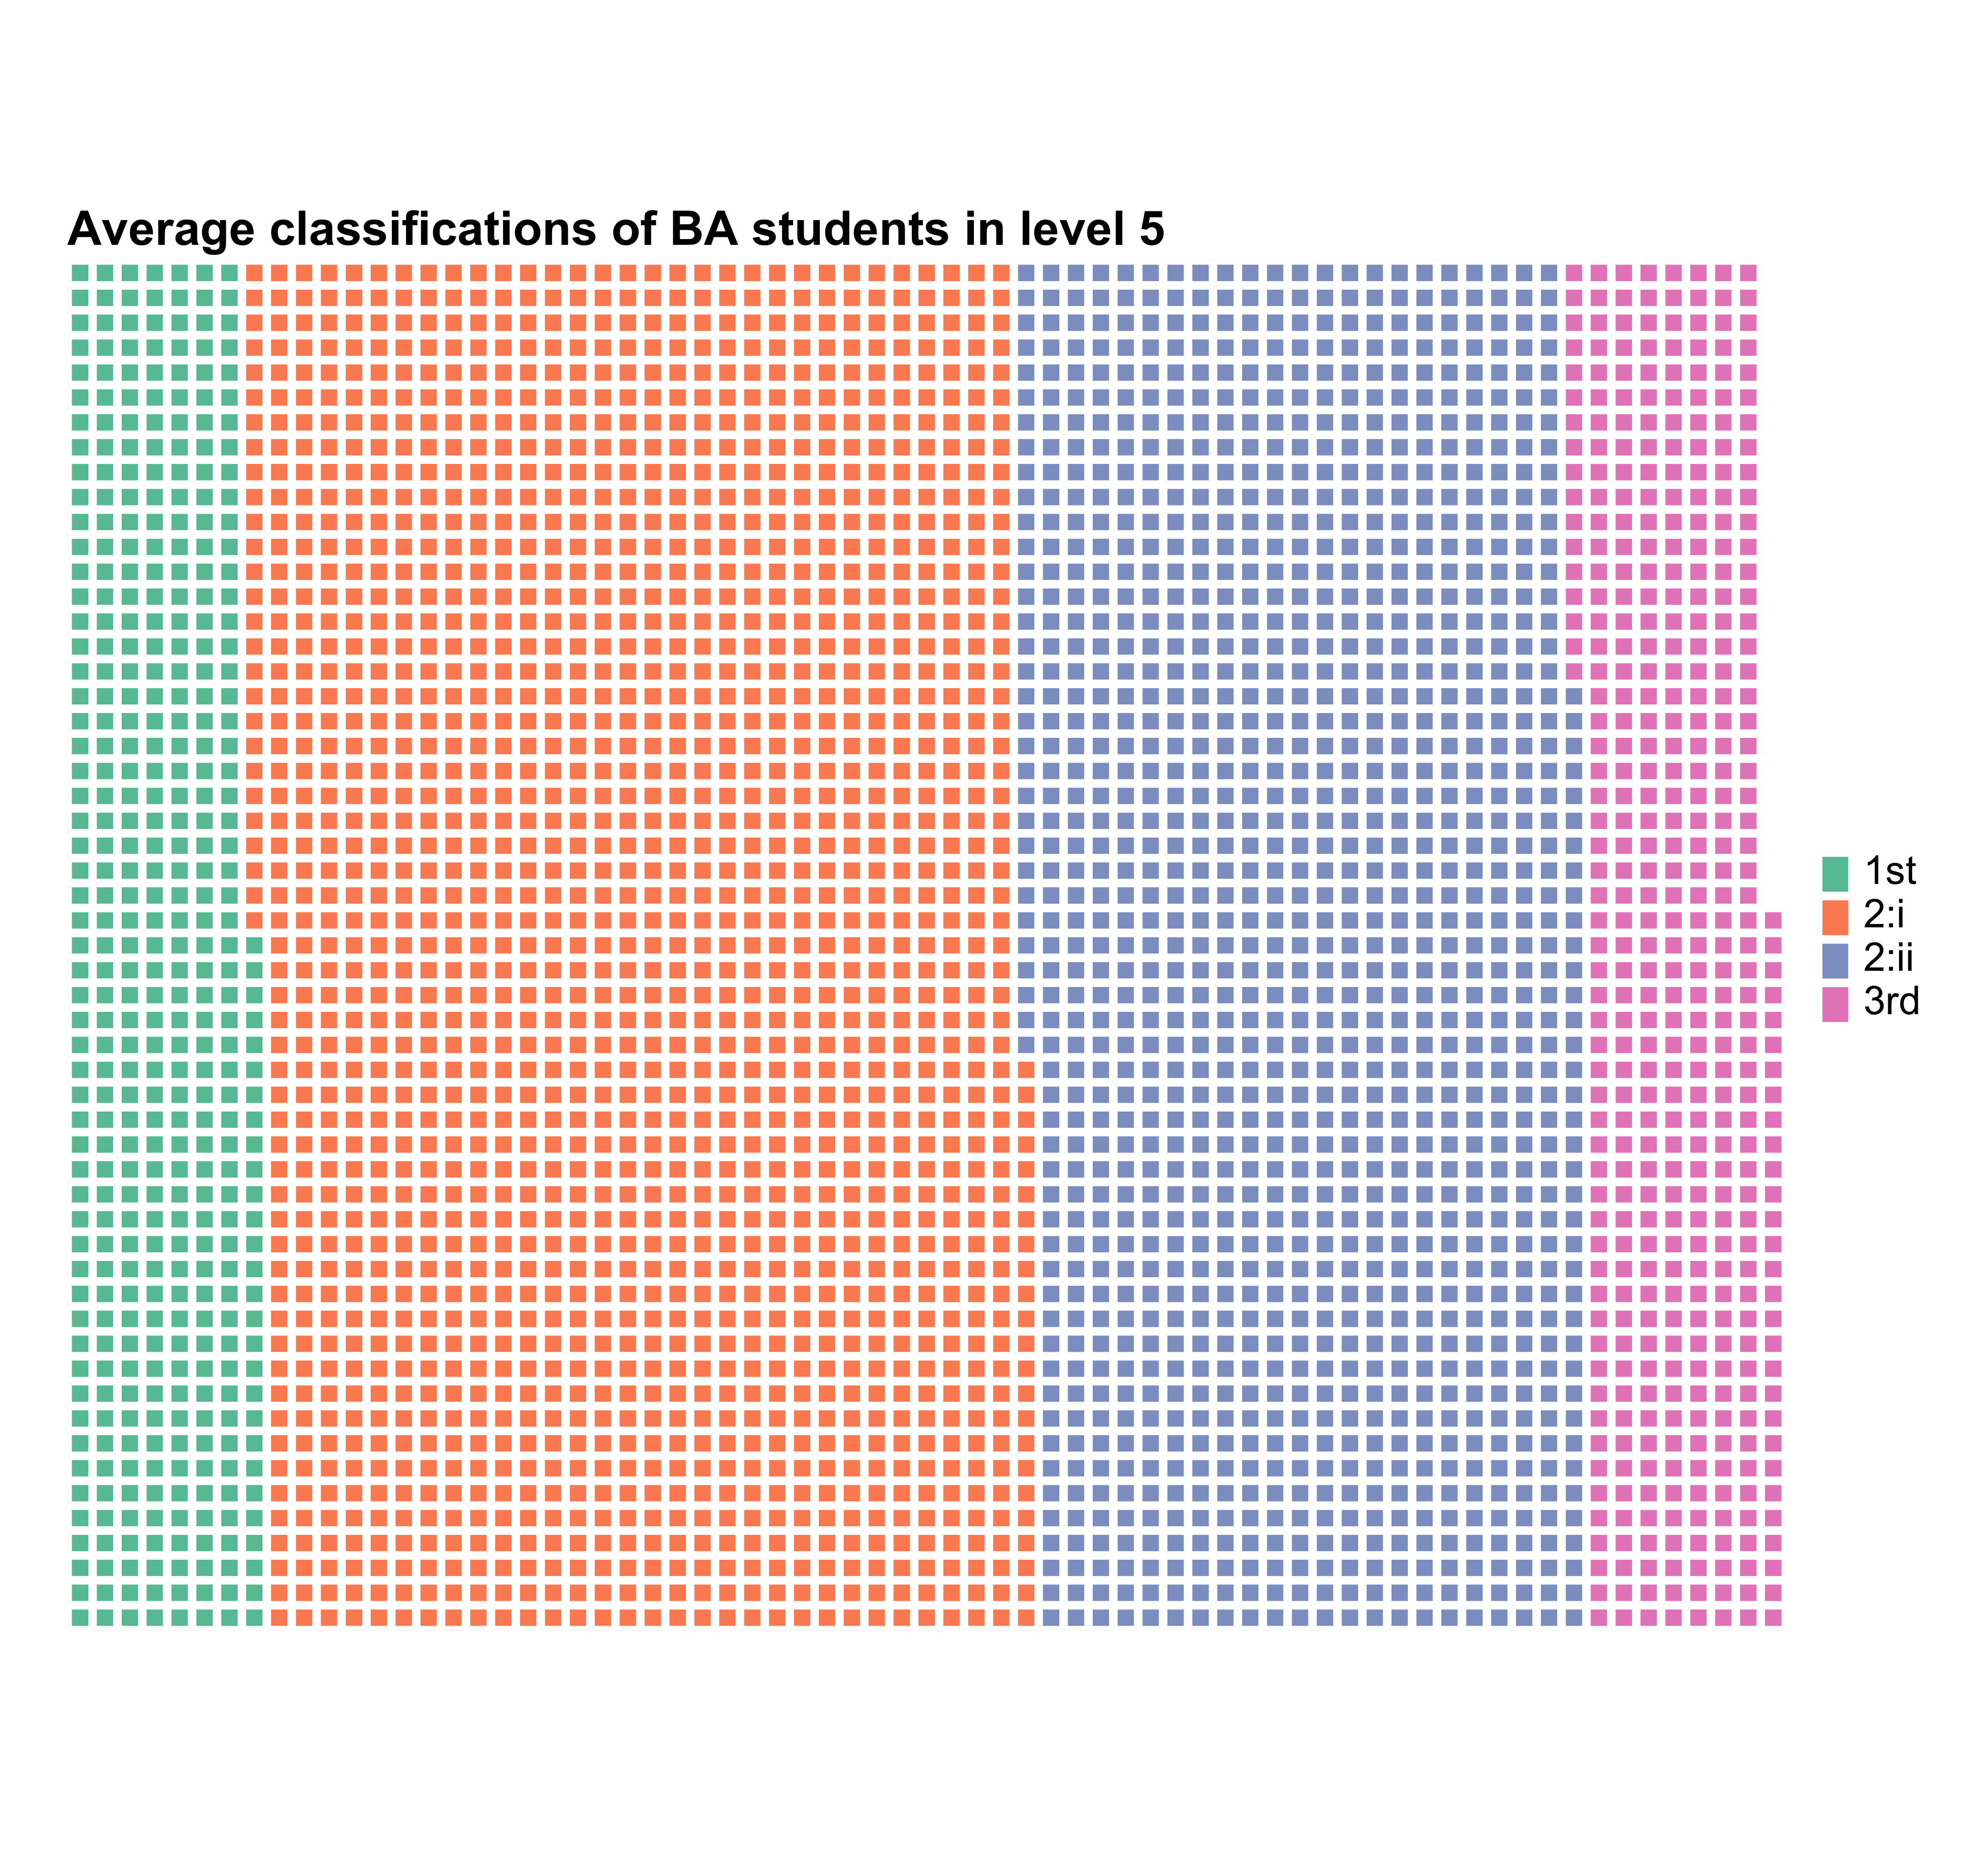 Average classifications of BA students in level 5
1st
2:i
2:ii
3rd